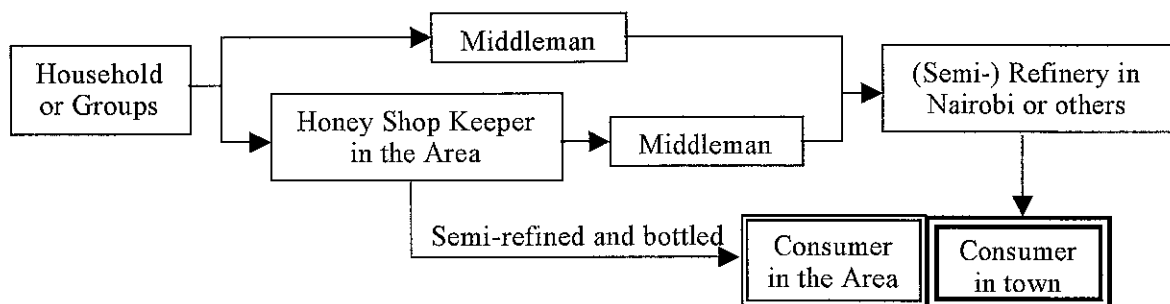 Household
or Groups
Middleman
Honey Shop Keeper
in the Area
Middleman
(Semi-) Refinery in
Nairobi or others
Semi-refined and bottled
Consumer
in the Area
Consumer
in town